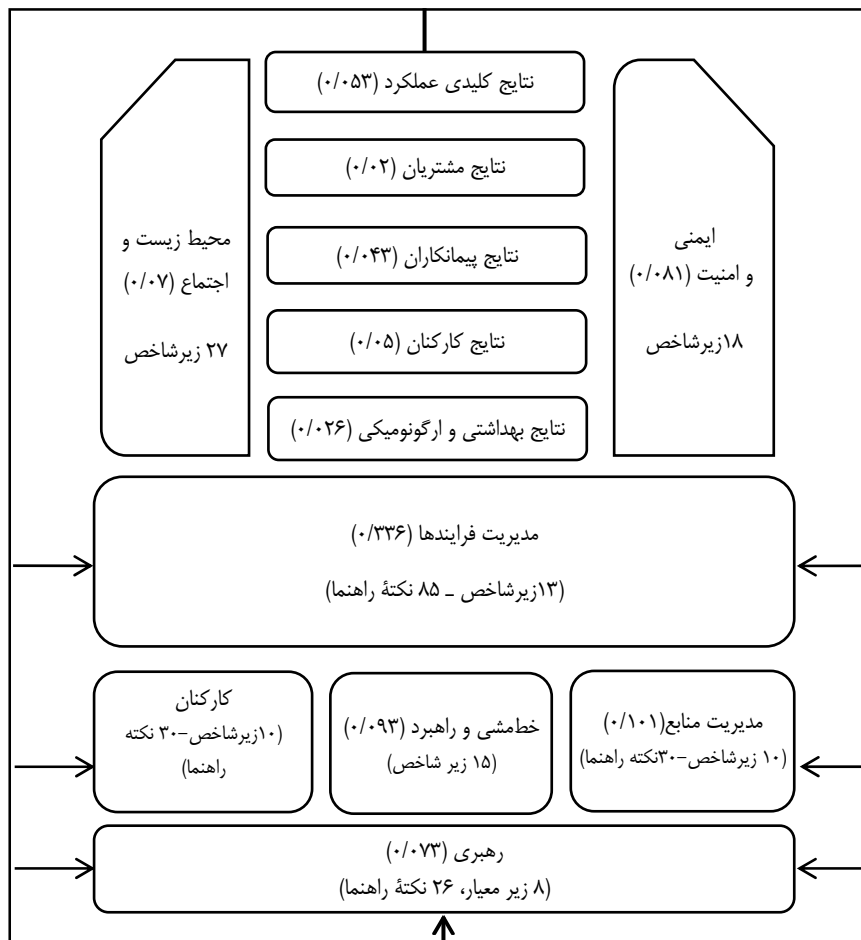 نتایج کلیدی عملکرد (۰/۰۵۳)
نتایج مشتریان (۰/۰۲)
نتایج پیمانکاران (۰/۰۴۳)
نتایج کارکنان (۰/۰۵)
نتایج بهداشتی و ارگونومیکی (۰/۰۲۶)
ایمنی
و امنیت (۰/۰۸۱)
۱۸زیرشاخص
محیط زیست و
اجتماع (۰/۰۷)
۲۷ زیرشاخص
مدیریت فرایندها (۰/۳۳۶)
(۱۳زیرشاخص ـ ۸۵ نکتهٔ راهنما)
مدیریت منابع(۰/۱۰۱)
(۱۰ زیرشاخص-۳۰نکته راهنما)
خط‌مشی و راهبرد (۰/۰۹۳)
(۱۵ زیر شاخص)
کارکنان
(۱۰زیرشاخص-۳۰ نکته
راهنما)
رهبری (۰/۰۷۳)
(۸ زیر معیار، ۲۶ نکتهٔ راهنما)